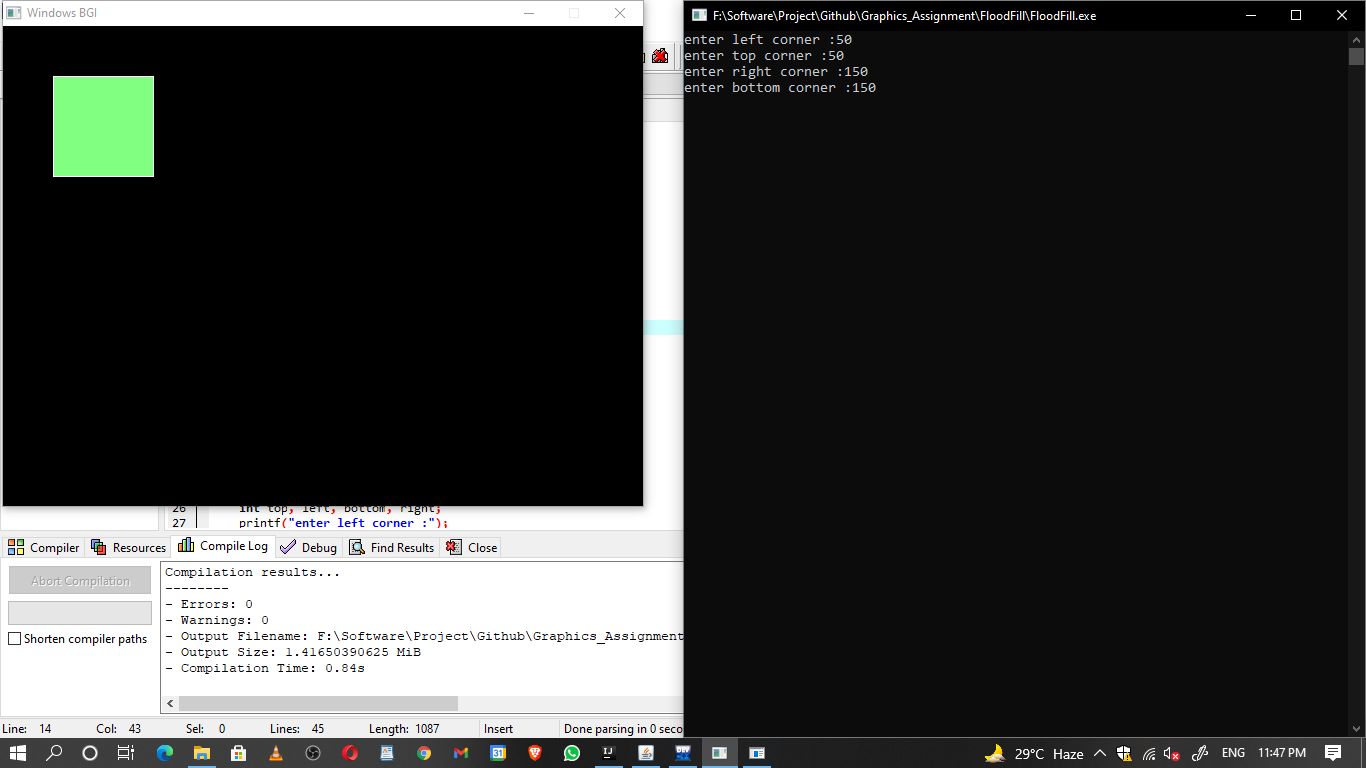 Windows BGI
F:\Software\Project\Github\Graphics_Assignment\FloodFill\FloodFill.exe
enter left corner :50
enter top corner :50
enter right corner :150
enter bottom corner :150
26 int top, left, bottom, right;
27 printf("enter left corner :");
Compiler Resources Compile Log Debug Find Results Close
Abort Compilation
Shorten compiler paths
Compilation results...
--------
- Errors: 0
- Warnings: 0
- Output Filename: F:\Software\Project\Github\Graphics_Assignment
- Output Size: 1.41650390625 MiB
- Compilation Time: 0.84s
Line: 14 Col: 43 Sel: 0 Lines: 45 Length: 1087 Insert Done parsing in 0 seco
29°C Haze ENG 11:47 PM